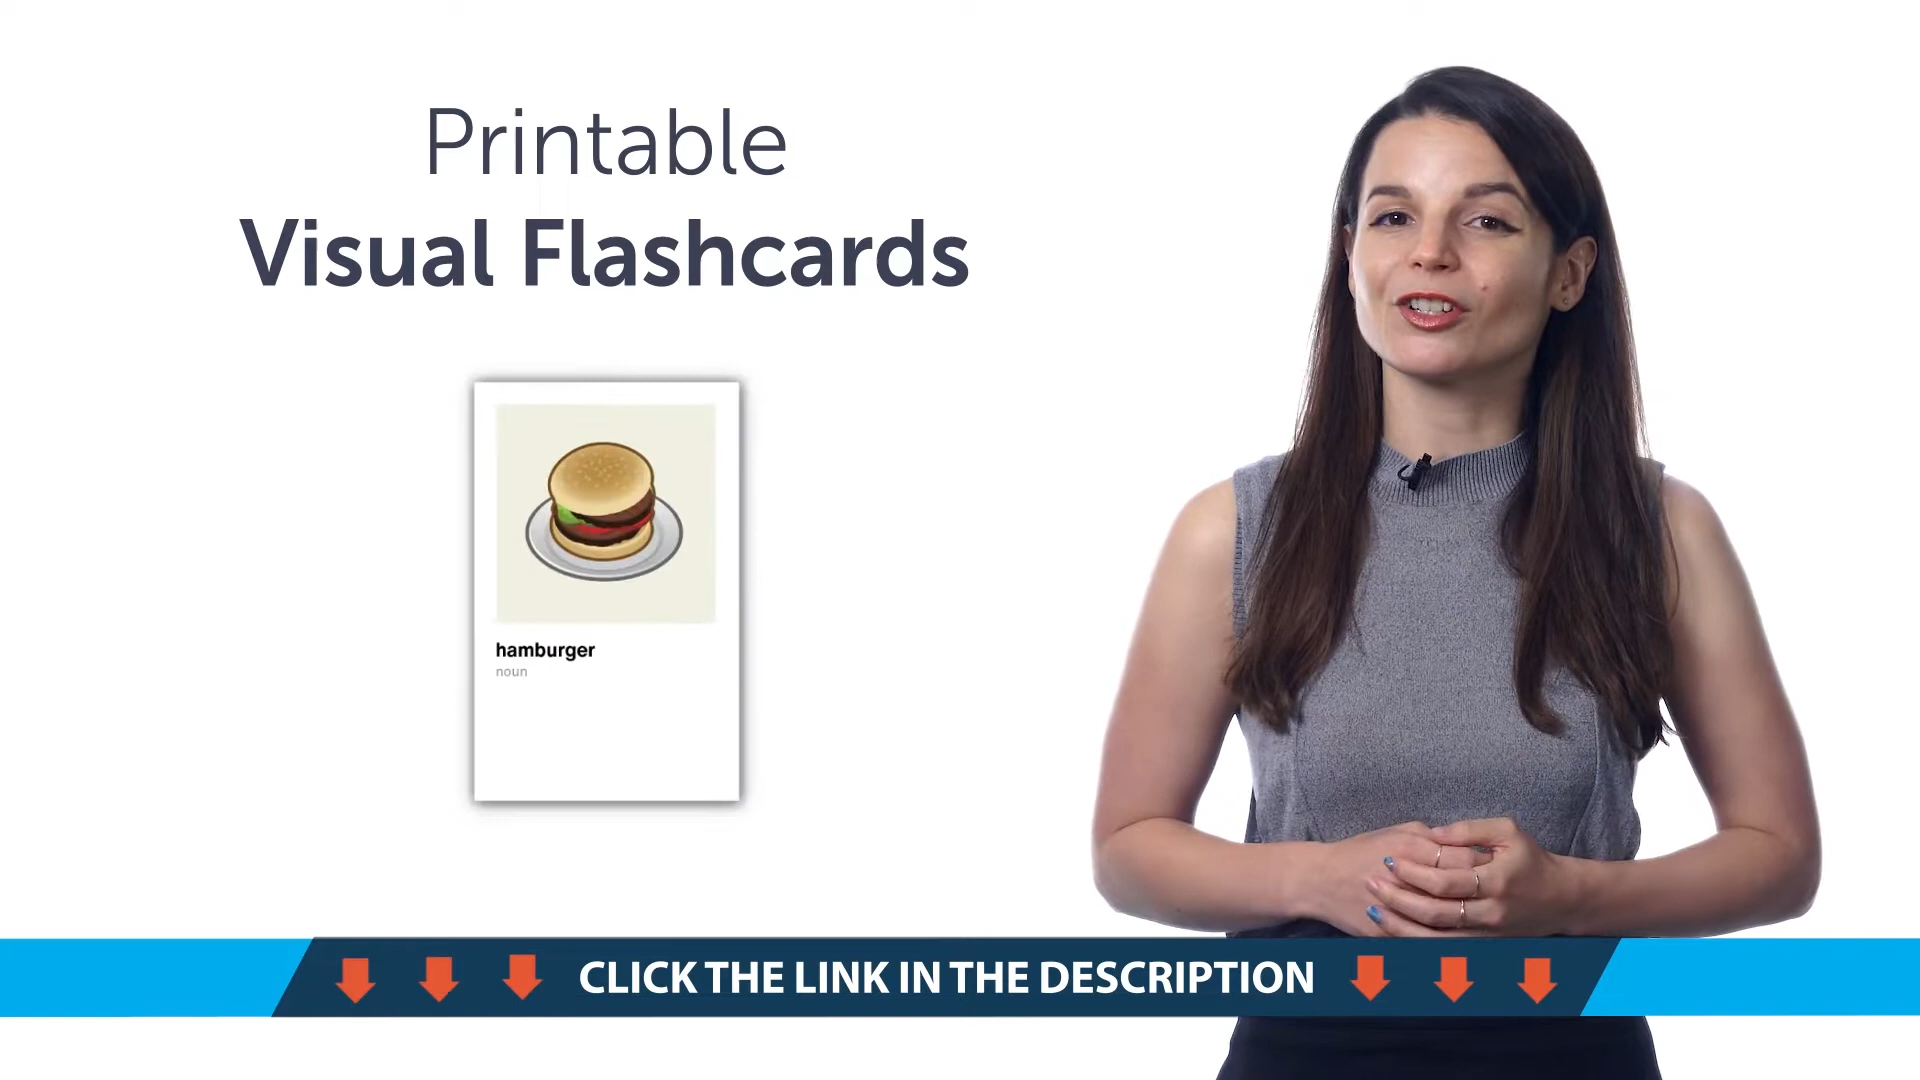 Printable
Visual Flashcards
hamburger
noun
CLICK THE LINK IN THE DESCRIPTION